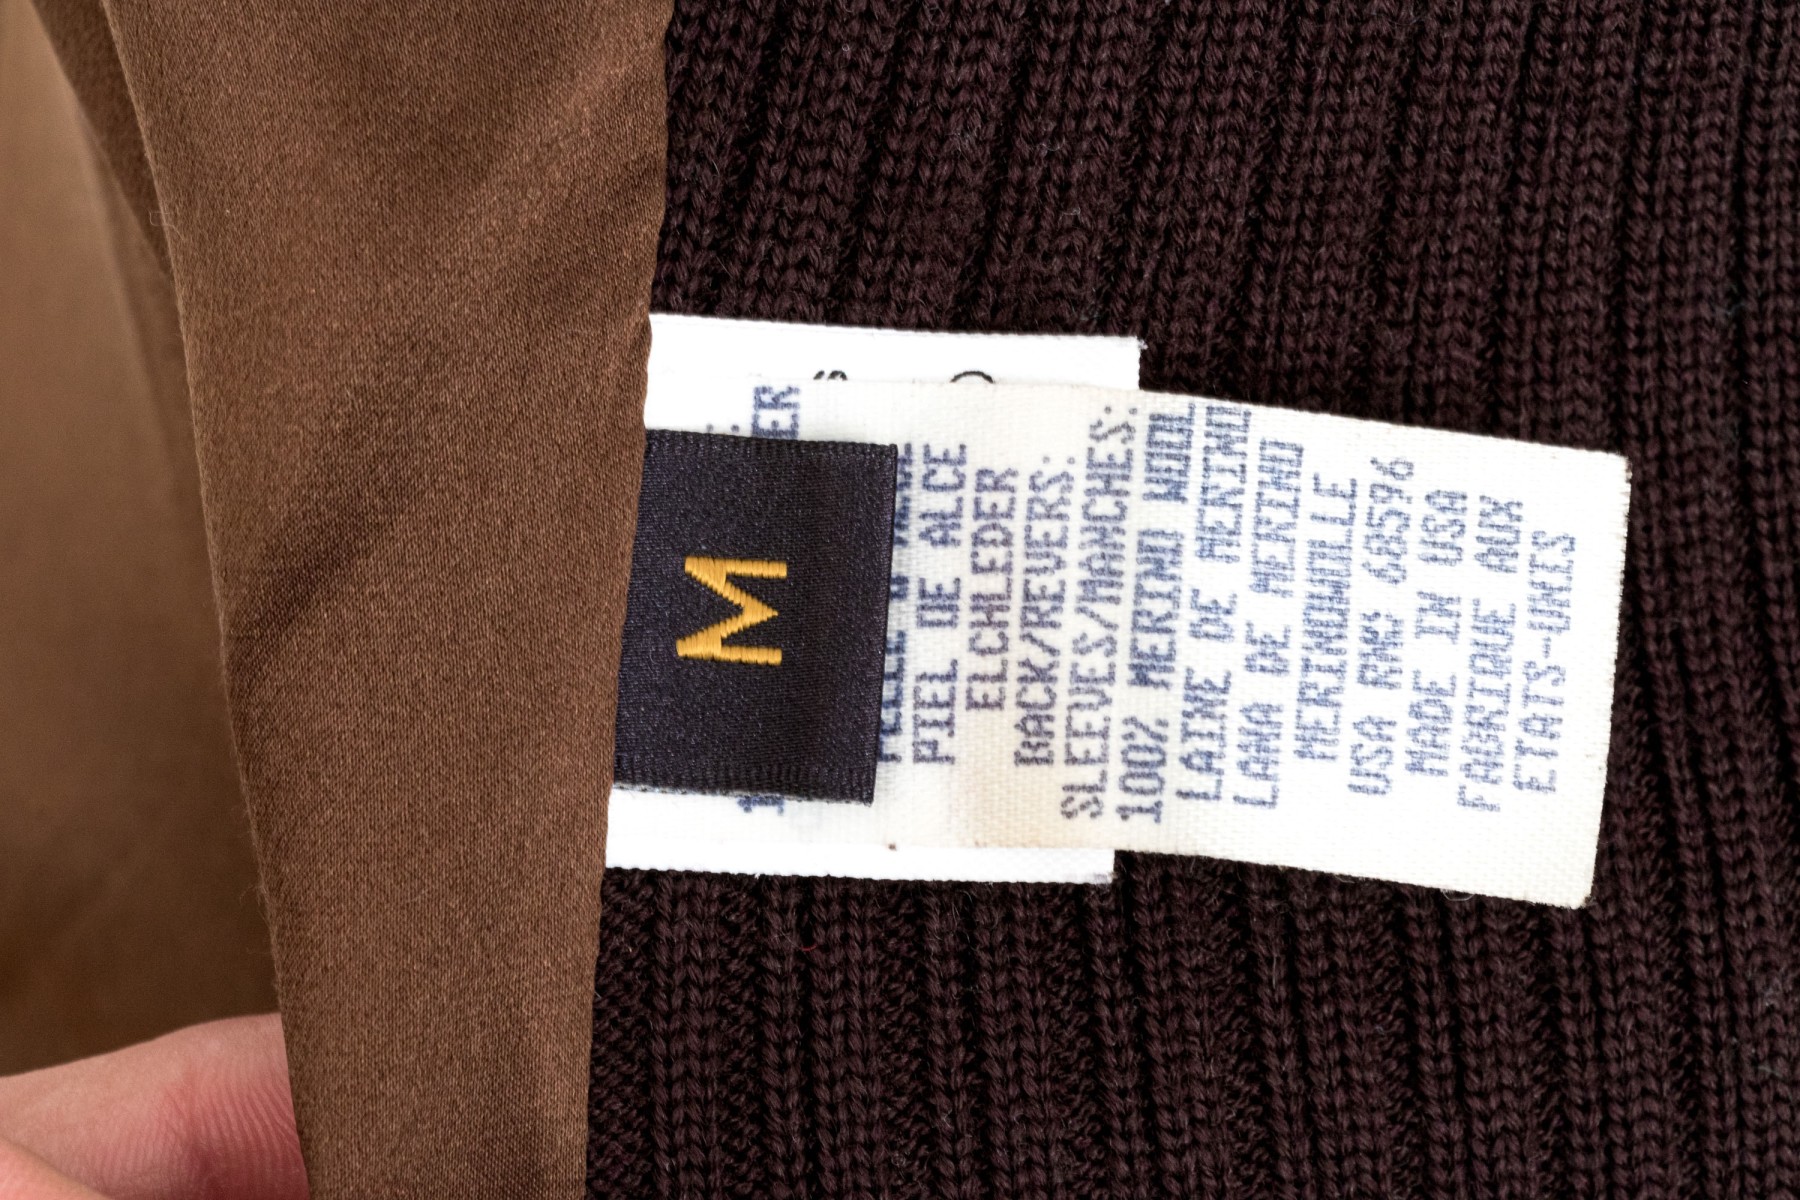 M
PIEL DE ALCE
ELCHLEDER
BACK/REVERS:
SLEEVES/MANCHES:
100% MERINO WOOL
LAINE DE MERINO
LANA DE MERINO
MERINOWOLLE
USA RN# 68596
MADE IN USA
FABRIQUE AUX
ETATS-UNIS